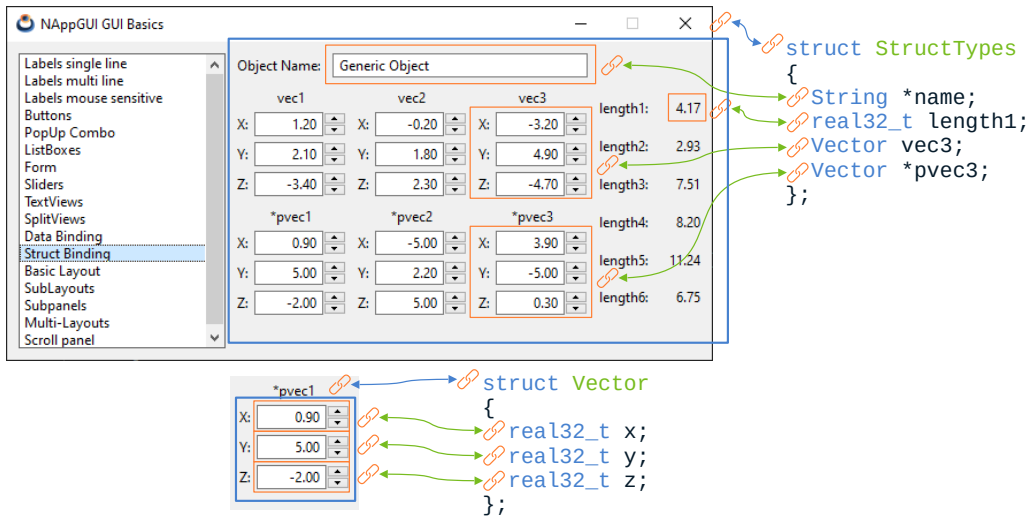 NAppGUI GUI Basics
Labels single line
Labels multi line
Labels mouse sensitive
Buttons
PopUp Combo
ListBoxes
Form
Sliders
TextViews
SplitViews
Data Binding
Struct Binding
Basic Layout
SubLayouts
Subpanels
Multi-Layouts
Scroll panel
Object Name: Generic Object
vec1 vec2 vec3
X: 1.20 X: -0.20 X: -3.20
Y: 2.10 Y: 1.80 Y: 4.90
Z: -3.40 Z: 2.30 Z: -4.70
*pvec1 *pvec2 *pvec3
X: 0.90 X: -5.00 X: 3.90
Y: 5.00 Y: 2.20 Y: -5.00
Z: -2.00 Z: 5.00 Z: 0.30
length1: 4.17
length2: 2.93
length3: 7.51
length4: 8.20
length5: 11.24
length6: 6.75
struct StructTypes
{
String *name;
real32_t length1;
Vector vec3;
Vector *pvec3;
};
*pvec1
X: 0.90
Y: 5.00
Z: -2.00
struct Vector
{
real32_t x;
real32_t y;
real32_t z;
};